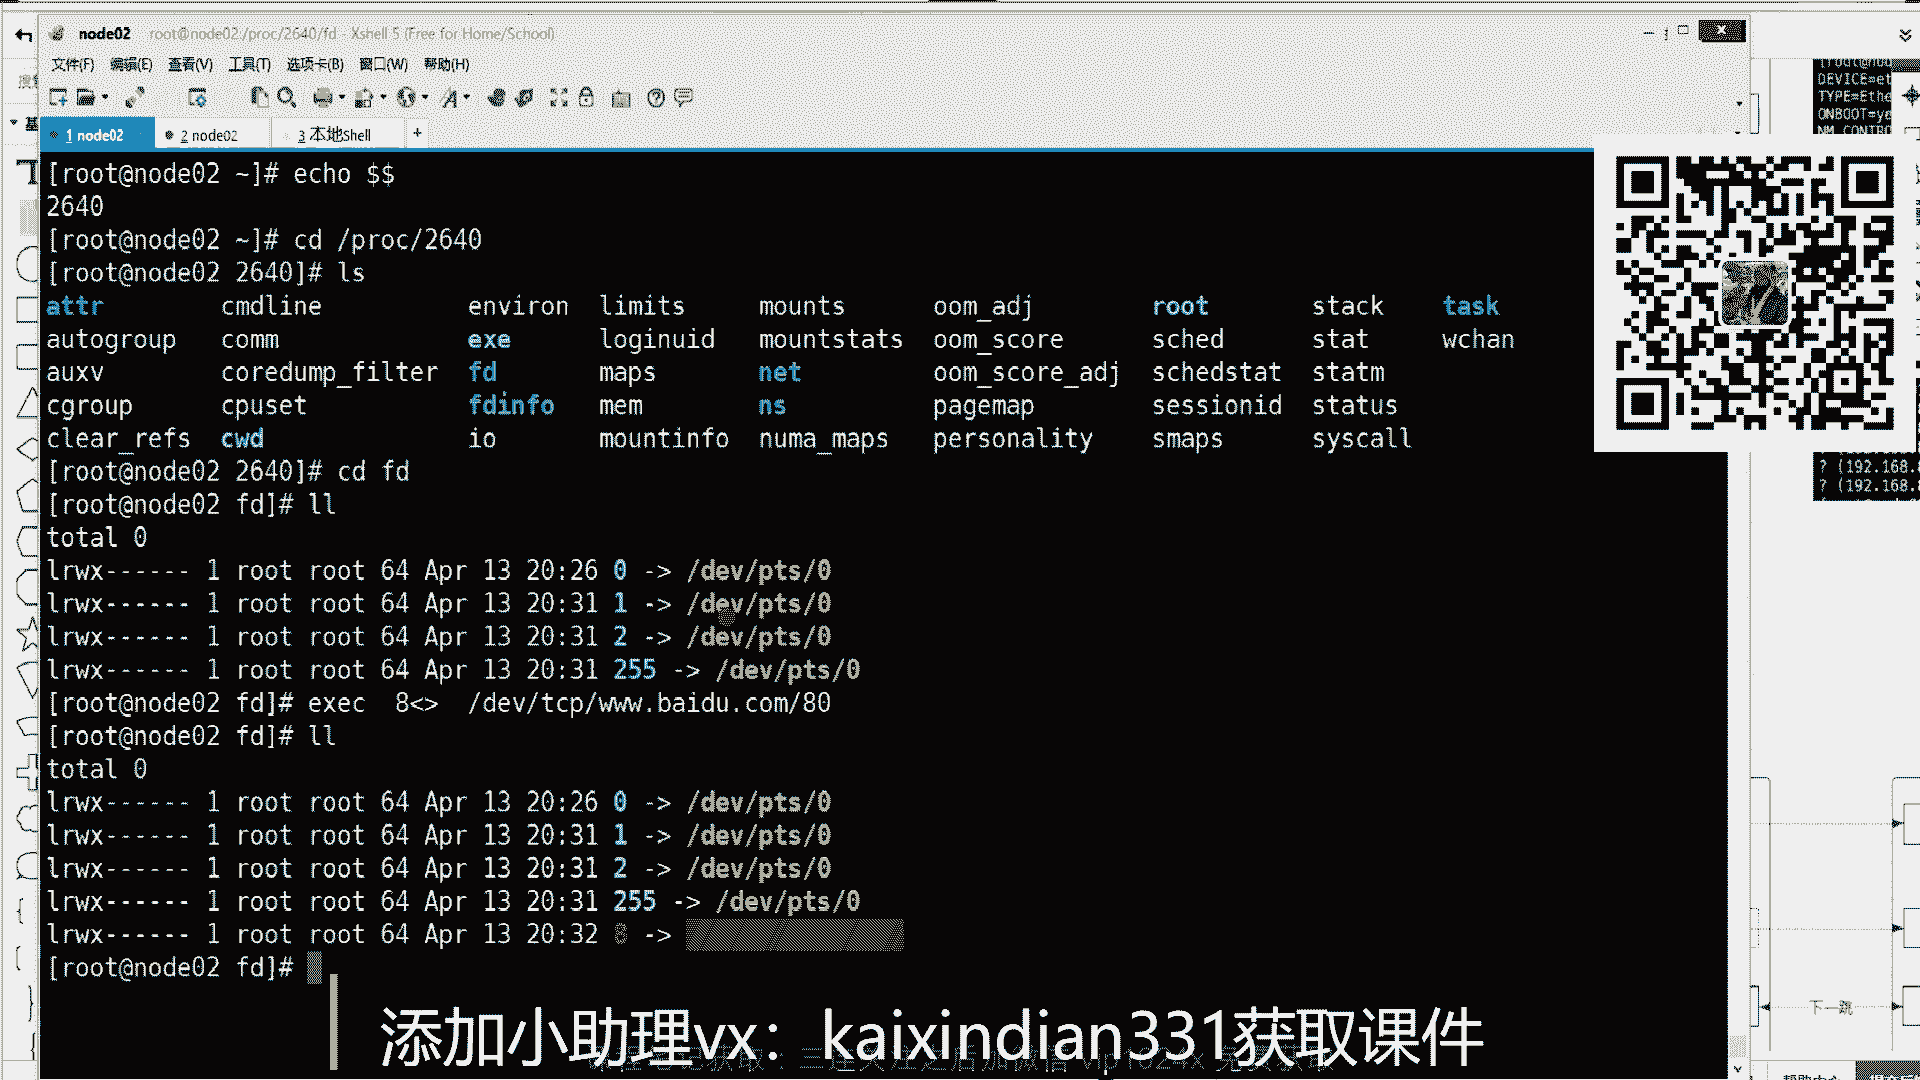 node02 root@node02:/proc/2640/fd - Xshell 5 (Free for Home/School)
文件(F) 编辑(E) 查看(V) 工具(T) 选项卡(B) 窗口(W) 帮助(H)
1 node02 2 node02 3 本地Shell +
[root@node02 ~]# echo $$
2640
[root@node02 ~]# cd /proc/2640
[root@node02 2640]# ls
attr cmdline environ limits mounts oom_adj root stack task
autogroup comm exe loginuid mountstats oom_score sched stat wchan
auxv coredump_filter fd maps net oom_score_adj schedstat statm
cgroup cpuset fdinfo mem ns pagemap sessionid status
clear_refs cwd io mountinfo numa_maps personality smaps syscall
[root@node02 2640]# cd fd
[root@node02 fd]# ll
total 0
lrwx------ 1 root root 64 Apr 13 20:26 0 -> /dev/pts/0
lrwx------ 1 root root 64 Apr 13 20:31 1 -> /dev/pts/0
lrwx------ 1 root root 64 Apr 13 20:31 2 -> /dev/pts/0
lrwx------ 1 root root 64 Apr 13 20:31 255 -> /dev/pts/0
[root@node02 fd]# exec  8<>  /dev/tcp/www.baidu.com/80
[root@node02 fd]# ll
total 0
lrwx------ 1 root root 64 Apr 13 20:26 0 -> /dev/pts/0
lrwx------ 1 root root 64 Apr 13 20:31 1 -> /dev/pts/0
lrwx------ 1 root root 64 Apr 13 20:31 2 -> /dev/pts/0
lrwx------ 1 root root 64 Apr 13 20:31 255 -> /dev/pts/0
lrwx------ 1 root root 64 Apr 13 20:32 8 ->
[root@node02 fd]#
DEVICE=et
TYPE=Ethe
ONBOOT=ye
NM_CONTRO
? (192.168.8
? (192.168.8
下一跳
添加小助理vx：kaixindian331获取课件